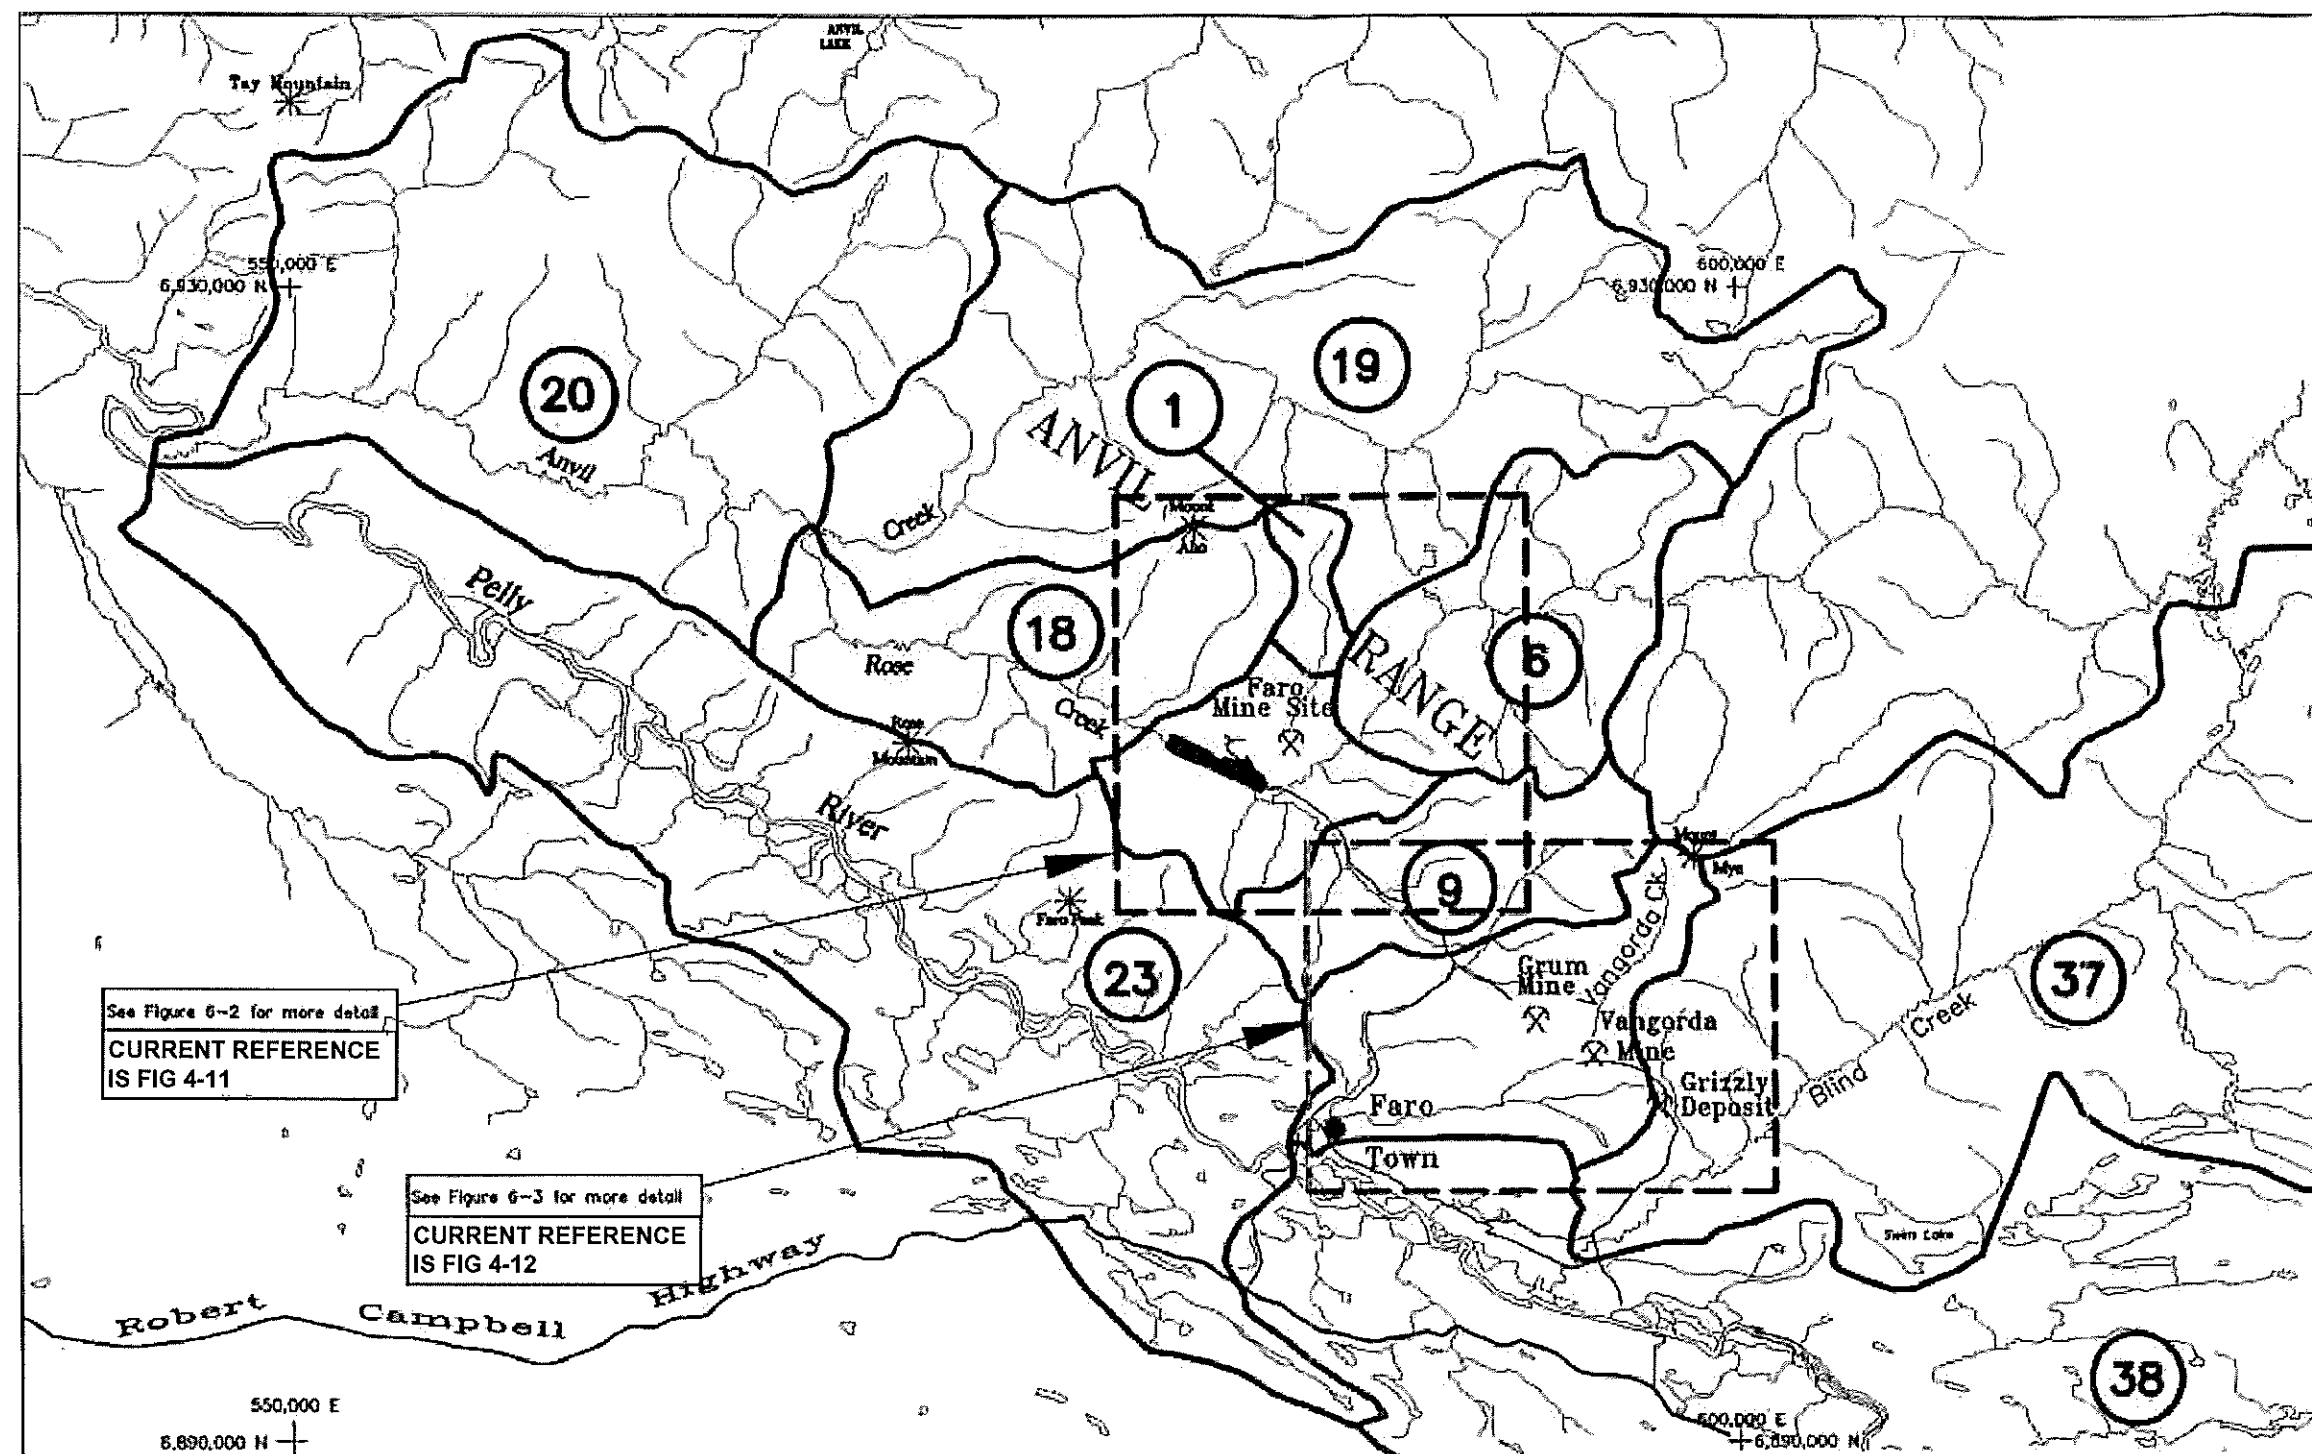 ANVIL
LAKE
Tay Mountain
550,000 E
6,930,000 N
600,000 E
6,930,000 N
19
20
1
ANVIL
Anvil
Creek
Mount
Aho
Pelly
18
Rose
RANGE
6
Faro
Mine Site
Creek
Rose
Mountain
River
Mount
Mye
9
Faro Peak
Vangorda Ck
23
Grum
Mine
37
See Figure 6-2 for more detail
CURRENT REFERENCE
IS FIG 4-11
Creek
Vangorda
Mine
Grizzly
Deposit
Blind
Faro
Town
See Figure 6-3 for more detail
CURRENT REFERENCE
IS FIG 4-12
Swim Lake
Robert Campbell Highway
38
550,000 E
6,890,000 N
600,000 E
6,890,000 N